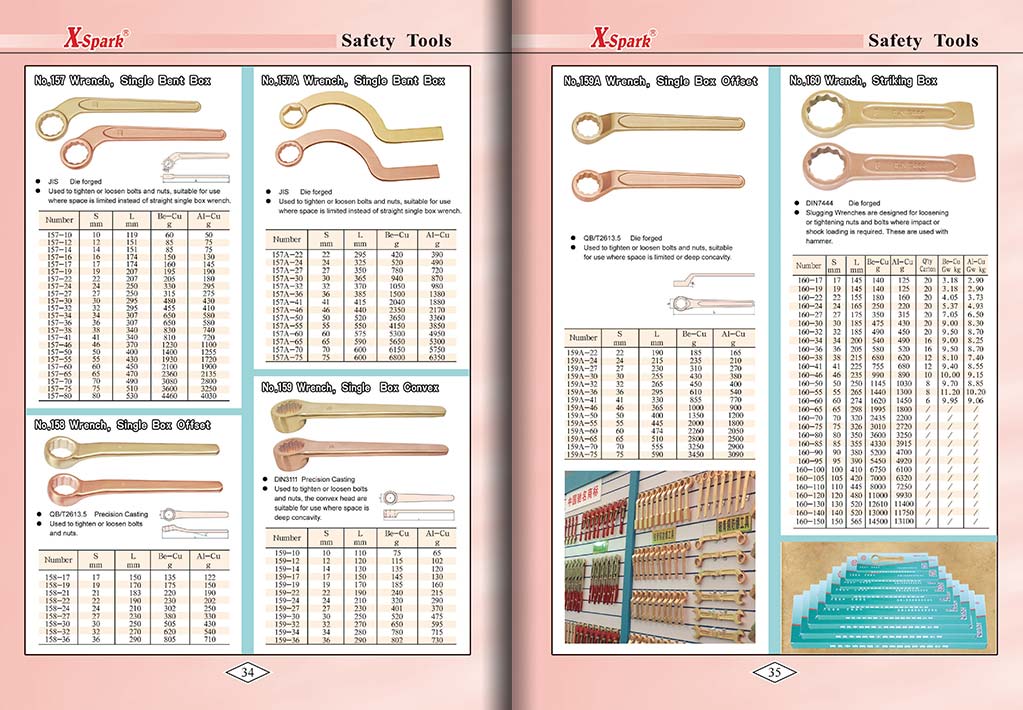 X-Spark®
Safety Tools
No.157 Wrench, Single Bent Box
JIS Die forged
Used to tighten or loosen bolts and nuts, suitable for use
where space is limited instead of straight single box wrench.
Number S mm L mm Be-Cu g Al-Cu g
157-10 10 119 60 50
157-12 12 151 85 75
157-14 14 151 85 75
157-16 16 174 150 130
157-17 17 174 160 145
157-19 19 207 195 190
157-22 22 207 205 180
157-24 24 250 330 295
157-27 27 250 315 275
157-30 30 295 480 430
157-32 32 295 455 410
157-34 34 307 650 580
157-36 36 307 650 580
157-38 38 340 830 740
157-41 41 340 810 720
157-46 46 370 1230 1100
157-50 50 400 1400 1255
157-55 55 430 1930 1720
157-60 60 450 2100 1900
157-65 65 470 2360 2135
157-70 70 490 3080 2800
157-75 75 510 3600 3250
157-80 80 530 4460 4030
No.158 Wrench, Single Box Offset
QB/T2613.5 Precision Casting
Used to tighten or loosen bolts
and nuts.
Number S mm L mm Be-Cu g Al-Cu g
158-17 17 150 135 122
158-19 19 170 175 150
158-21 21 183 220 190
158-22 22 190 230 202
158-24 24 210 302 250
158-27 27 230 380 330
158-30 30 250 505 430
158-32 32 270 620 540
158-36 36 290 805 710
No.157A Wrench, Single Bent Box
JIS Die forged
Used to tighten or loosen bolts and nuts, suitable for use
where space is limited instead of straight single box wrench.
Number S mm L mm Be-Cu g Al-Cu g
157A-22 22 295 420 390
157A-24 24 325 520 490
157A-27 27 350 780 720
157A-30 30 365 940 870
157A-32 32 370 1050 980
157A-36 36 385 1500 1380
157A-41 41 415 2040 1880
157A-46 46 440 2350 2170
157A-50 50 520 3650 3360
157A-55 55 550 4150 3850
157A-60 60 575 5300 4950
157A-65 65 590 5650 5300
157A-70 70 600 6150 5750
158A-75 75 600 6800 6350
No.159 Wrench, Single Box Convex
DIN3111 Precision Casting
Used to tighten or loosen bolts
and nuts, the convex head are
suitable for use where space is
deep concavity.
Number S mm L mm Be-Cu g Al-Cu g
159-10 10 110 75 65
159-12 12 120 115 102
159-14 14 130 135 120
159-17 17 150 145 130
159-19 19 170 185 160
159-22 22 190 240 215
159-24 24 210 320 290
159-27 27 230 401 370
159-30 30 250 520 475
159-32 32 270 650 595
159-34 34 280 780 715
159-36 36 290 802 730
34
X-Spark®
Safety Tools
No.159A Wrench, Single Box Offset
QB/T2613.5 Die forged
Used to tighten or loosen bolts and nuts, suitable
for use where space is limited or deep concavity.
Number S mm L mm Be-Cu g Al-Cu g
159A-22 22 190 185 165
159A-24 24 215 235 210
159A-27 27 230 310 270
159A-30 30 255 430 380
159A-32 32 265 450 400
159A-36 36 295 610 540
159A-41 41 330 855 770
159A-46 46 365 1000 900
159A-50 50 400 1350 1200
159A-55 55 445 2000 1800
159A-60 60 474 2260 2050
159A-65 65 510 2800 2500
159A-70 70 555 3250 2900
159A-75 75 590 3450 3090
No.160 Wrench, Striking Box
DIN7444 Die forged
Slugging Wrenches are designed for loosening
or tightening nuts and bolts where impact or
shock loading is required. These are used with
hammer.
Number S mm L mm Be-Cu g Al-Cu g Q'ty Carton Be-Cu Gw kg Al-Cu Gw kg
160-17 17 145 140 125 20 3.18 2.90
160-19 19 145 140 125 20 3.18 2.90
160-22 22 155 180 160 20 4.05 3.73
160-24 24 165 250 220 20 5.37 4.93
160-27 27 175 350 315 20 7.05 6.50
160-30 30 185 475 430 20 9.00 8.30
160-32 32 185 490 450 20 9.50 8.70
160-34 34 200 540 490 16 9.00 8.25
160-36 36 205 580 520 16 9.50 8.70
160-38 38 215 680 620 12 8.10 7.40
160-41 41 225 755 680 12 9.40 8.55
160-46 46 235 990 890 10 10.00 9.15
160-50 50 250 1145 1030 8 9.70 8.85
160-55 55 265 1440 1300 8 11.20 10.20
160-60 60 274 1620 1450 6 9.95 9.06
160-65 65 298 1995 1800 / / /
160-70 70 320 2435 2200 / / /
160-75 75 326 3010 2720 / / /
160-80 80 350 3600 3250 / / /
160-85 85 355 4330 3915 / / /
160-90 90 380 5200 4700 / / /
160-95 95 390 5450 4920 / / /
160-100 100 410 6750 6100 / / /
160-105 105 420 7000 6320 / / /
160-110 110 445 8000 7250 / / /
160-120 120 480 11000 9930 / / /
160-130 130 520 12610 11400 / / /
160-140 140 520 13000 11750 / / /
160-150 150 565 14500 13100 / / /
中国驰名商标
35